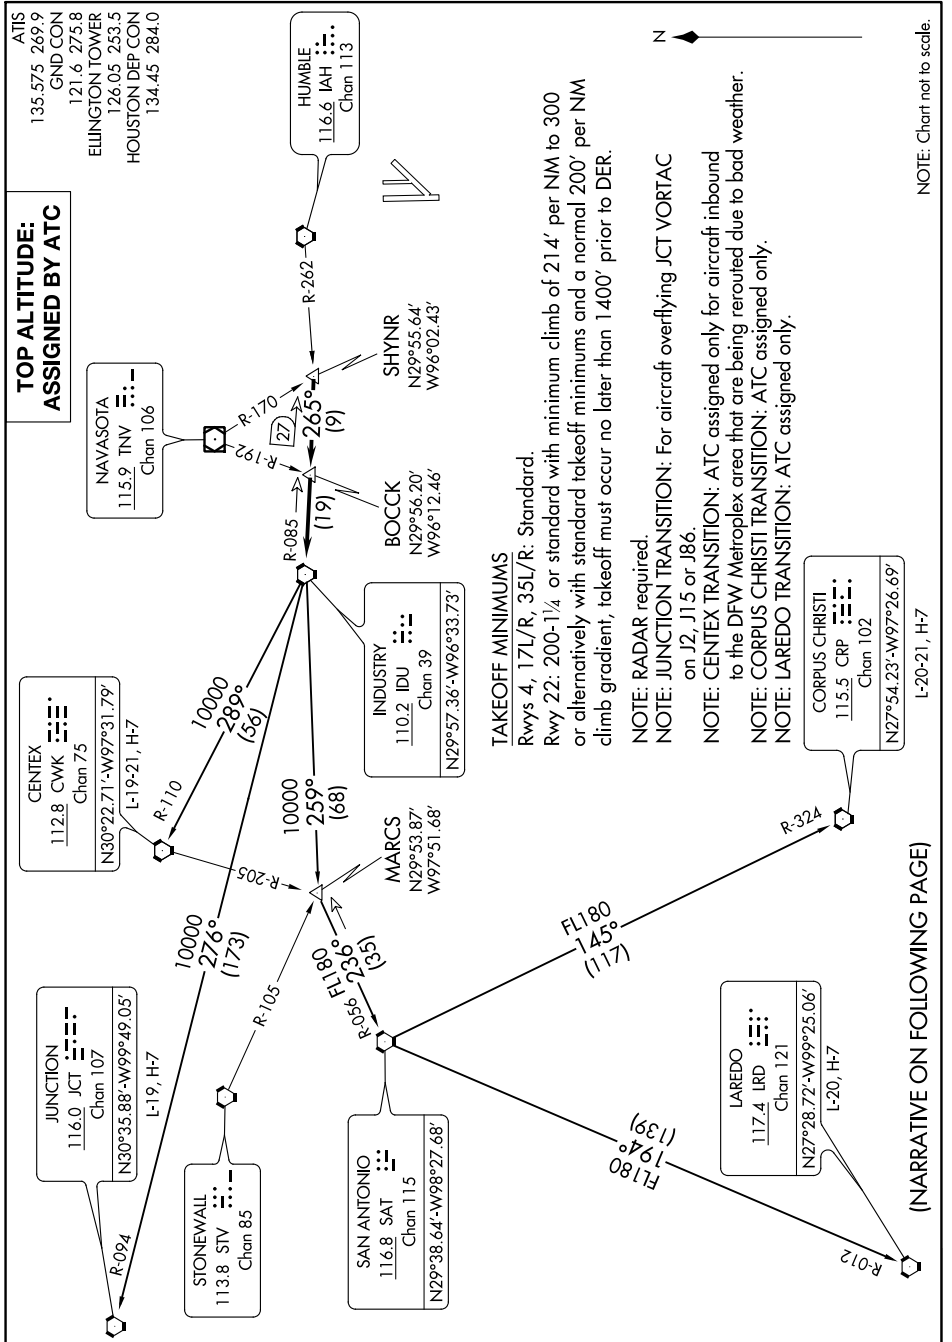 ATIS
135.575 269.9
GND CON
121.6 275.8
ELLINGTON TOWER
126.05 253.5
HOUSTON DEP CON
134.45 284.0
TOP ALTITUDE:
ASSIGNED BY ATC
HUMBLE
116.6 IAH
Chan 113
NAVASOTA
115.9 TNV
Chan 106
R-262
R-170
R-192
27
265°
(9)
SHYNR
N29°55.64'
W96°02.43'
BOCCK
N29°56.20'
W96°12.46'
R-085
(19)
INDUSTRY
110.2 IDU
Chan 39
N29°57.36'-W96°33.73'
CENTEX
112.8 CWK
Chan 75
N30°22.71'-W97°31.79'
L-19-21, H-7
R-110
10000
289°
(56)
10000
259°
(68)
R-205
MARCS
N29°53.87'
W97°51.68'
10000
276°
(173)
JUNCTION
116.0 JCT
Chan 107
N30°35.88'-W99°49.05'
L-19, H-7
R-094
STONEWALL
113.8 STV
Chan 85
R-105
R-056
FL180
236°
(35)
SAN ANTONIO
116.8 SAT
Chan 115
N29°38.64'-W98°27.68'
FL180
145°
(117)
R-324
CORPUS CHRISTI
115.5 CRP
Chan 102
N27°54.23'-W97°26.69'
L-20-21, H-7
FL180
194°
(139)
R-012
LAREDO
117.4 LRD
Chan 121
N27°28.72'-W99°25.06'
L-20, H-7
N
TAKEOFF MINIMUMS
Rwys 4, 17L/R, 35L/R: Standard.
Rwy 22: 200-1¼ or standard with minimum climb of 214' per NM to 300
or alternatively with standard takeoff minimums and a normal 200' per NM
climb gradient, takeoff must occur no later than 1400' prior to DER.
NOTE: RADAR required.
NOTE: JUNCTION TRANSITION: For aircraft overflying JCT VORTAC
on J2, J15 or J86.
NOTE: CENTEX TRANSITION: ATC assigned only for aircraft inbound
to the DFW Metroplex area that are being rerouted due to bad weather.
NOTE: CORPUS CHRISTI TRANSITION: ATC assigned only.
NOTE: LAREDO TRANSITION: ATC assigned only.
(NARRATIVE ON FOLLOWING PAGE)
NOTE: Chart not to scale.